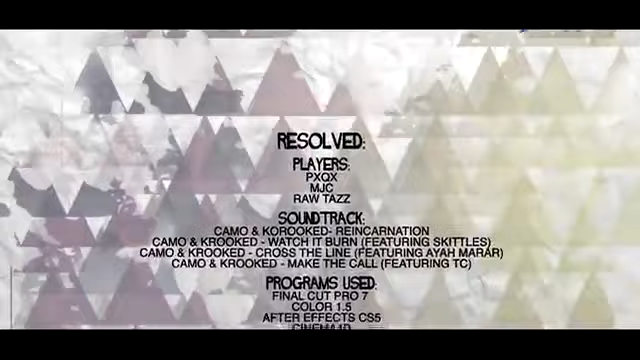 RESOLVED:
PLAYERS:
PXQX
MJC
RAW TAZZ
SOUNDTRACK:
CAMO & KOROOKED- REINCARNATION
CAMO & KROOKED - WATCH IT BURN (FEATURING SKITTLES)
CAMO & KROOKED - CROSS THE LINE (FEATURING AYAH MARAR)
CAMO & KROOKED - MAKE THE CALL (FEATURING TC)
PROGRAMS USED:
FINAL CUT PRO 7
COLOR 1.5
AFTER EFFECTS CS5
CINEMA4D